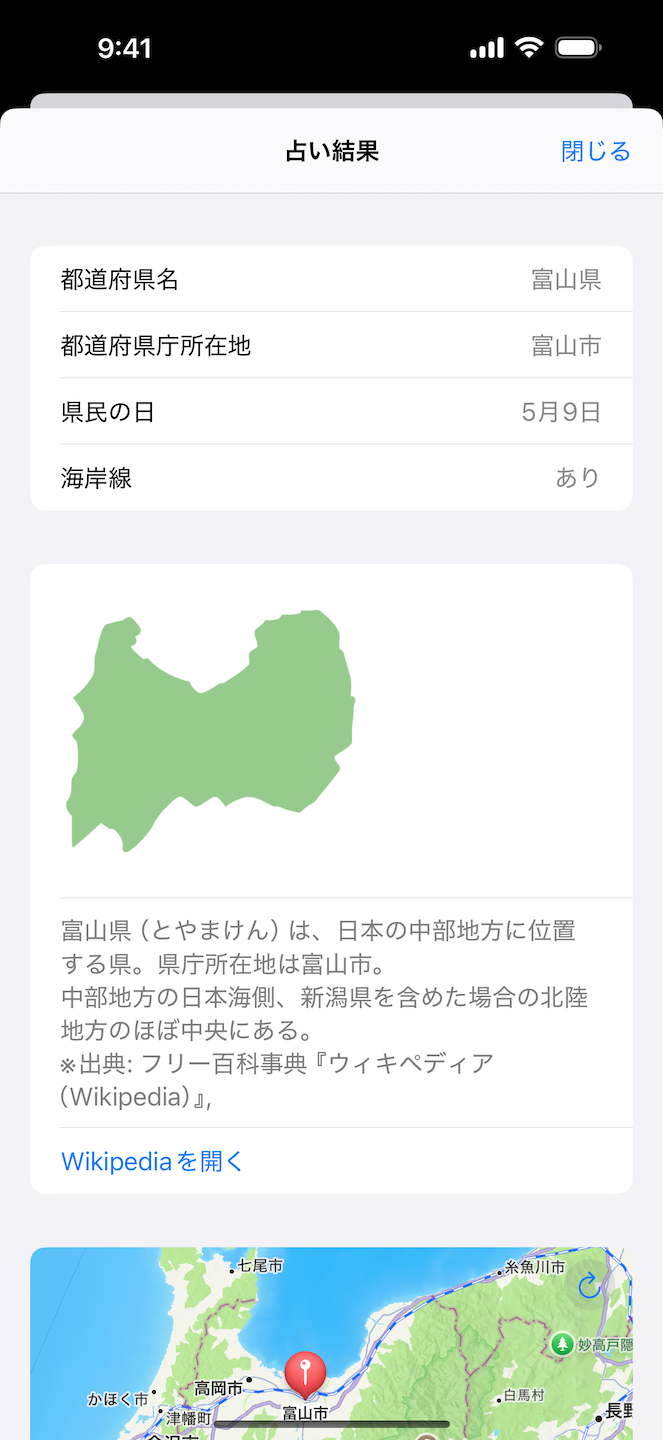 9:41
占い結果
閉じる
都道府県名
富山県
都道府県庁所在地
富山市
県民の日
5月9日
海岸線
あり
富山県（とやまけん）は、日本の中部地方に位置
する県。県庁所在地は富山市。
中部地方の日本海側、新潟県を含めた場合の北陸
地方のほぼ中央にある。
※出典: フリー百科事典『ウィキペディア
（Wikipedia）』,
Wikipediaを開く
七尾市
糸魚川市
妙高戸隠
高岡市
かほく市
白馬村
津幡町
富山市
長野